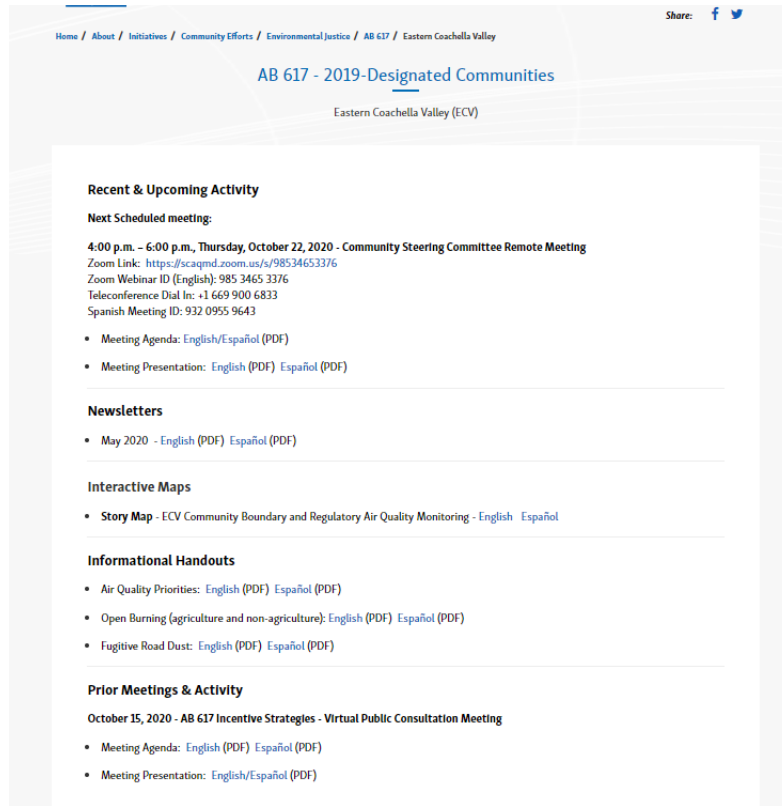 Share:
Home / About / Initiatives / Community Efforts / Environmental Justice / AB 617 / Eastern Coachella Valley
AB 617 - 2019-Designated Communities
Eastern Coachella Valley (ECV)
Recent & Upcoming Activity
Next Scheduled meeting:
4:00 p.m. – 6:00 p.m., Thursday, October 22, 2020 - Community Steering Committee Remote Meeting
Zoom Link: https://scaqmd.zoom.us/s/98534653376
Zoom Webinar ID (English): 985 3465 3376
Teleconference Dial In: +1 669 900 6833
Spanish Meeting ID: 932 0955 9643
• Meeting Agenda: English/Español (PDF)
• Meeting Presentation: English (PDF) Español (PDF)
Newsletters
• May 2020 - English (PDF) Español (PDF)
Interactive Maps
• Story Map - ECV Community Boundary and Regulatory Air Quality Monitoring - English Español
Informational Handouts
• Air Quality Priorities: English (PDF) Español (PDF)
• Open Burning (agriculture and non-agriculture): English (PDF) Español (PDF)
• Fugitive Road Dust: English (PDF) Español (PDF)
Prior Meetings & Activity
October 15, 2020 - AB 617 Incentive Strategies - Virtual Public Consultation Meeting
• Meeting Agenda: English (PDF) Español (PDF)
• Meeting Presentation: English/Español (PDF)